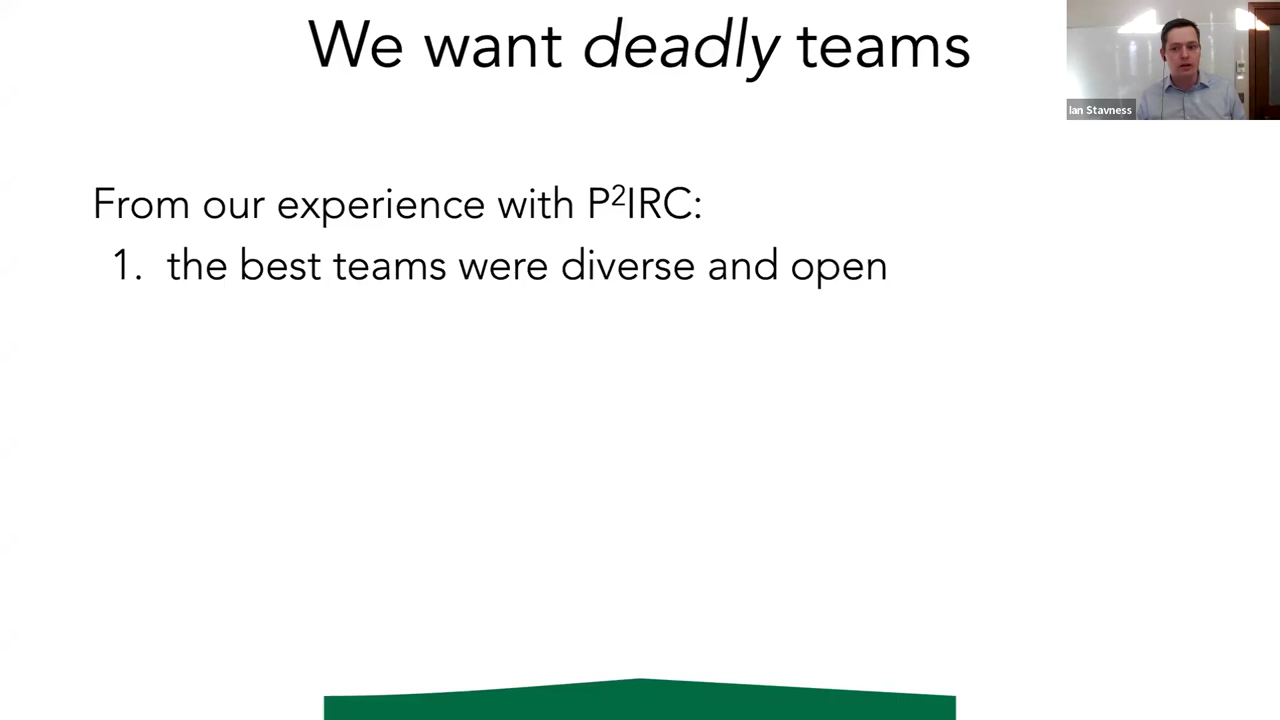 We want deadly teams
Ian Stavness
From our experience with P²IRC:
1. the best teams were diverse and open